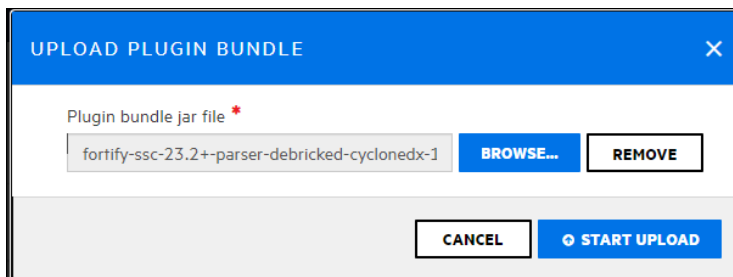 UPLOAD PLUGIN BUNDLE
Plugin bundle jar file *
fortify-ssc-23.2+-parser-debricked-cyclonedx-1 BROWSE... REMOVE
CANCEL START UPLOAD